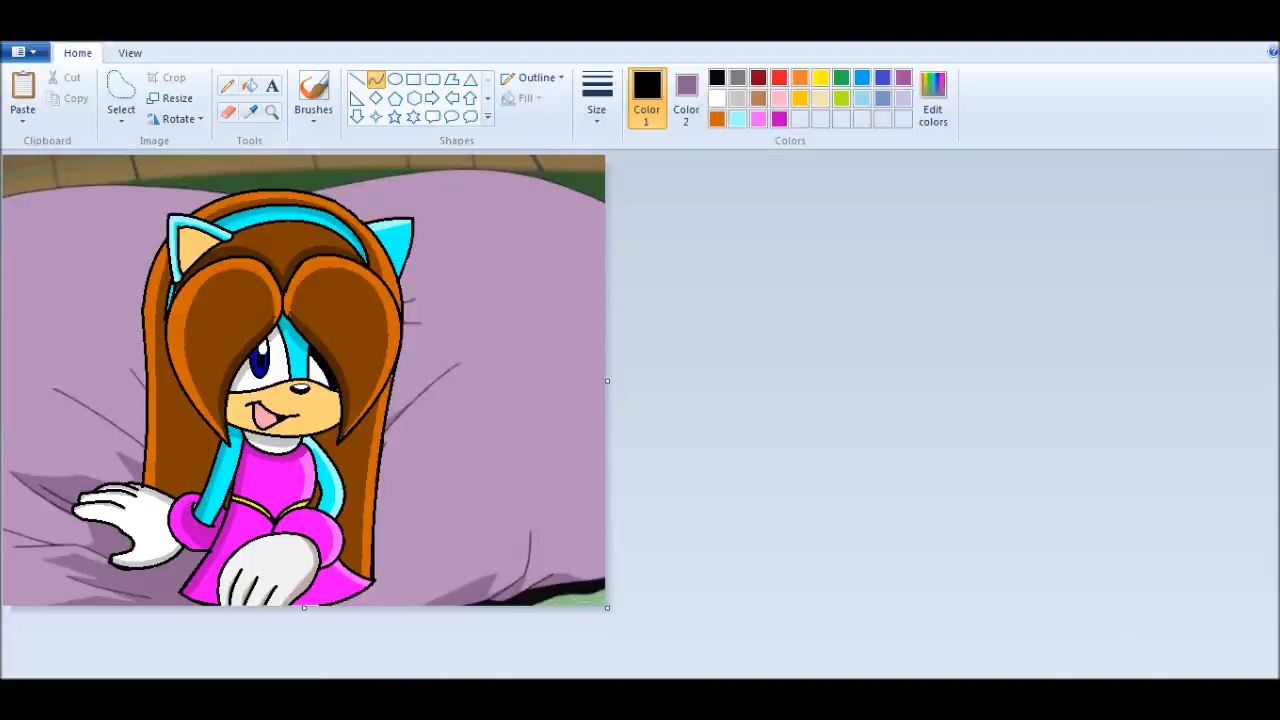 Home View
Paste Cut Copy Select Crop Resize Rotate A Brushes Outline Fill Size Color 1 Color 2 Edit colors
Clipboard Image Tools Shapes Colors